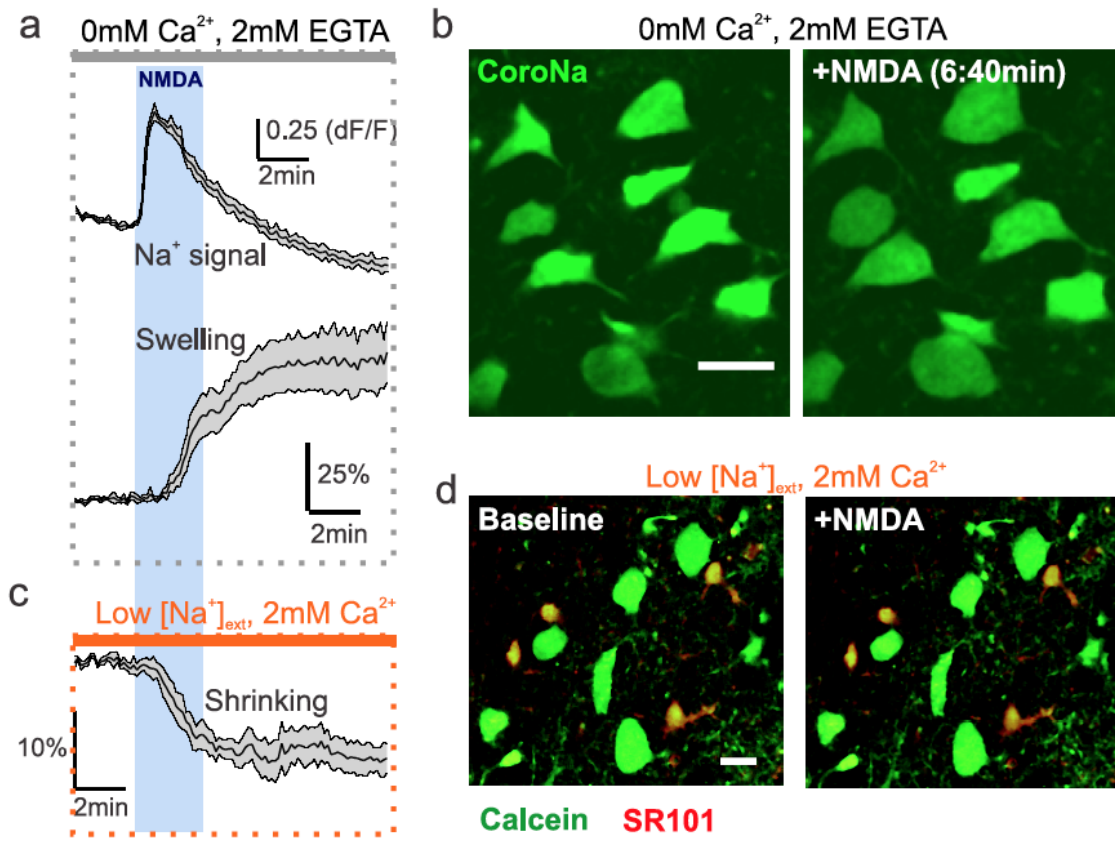 a
0mM Ca²⁺, 2mM EGTA
NMDA
0.25 (dF/F)
2min
Na⁺ signal
Swelling
25%
2min
b
0mM Ca²⁺, 2mM EGTA
CoroNa
+NMDA (6:40min)
c
Low [Na⁺]ext, 2mM Ca²⁺
Shrinking
10%
2min
d
Low [Na⁺]ext, 2mM Ca²⁺
Baseline
+NMDA
Calcein SR101